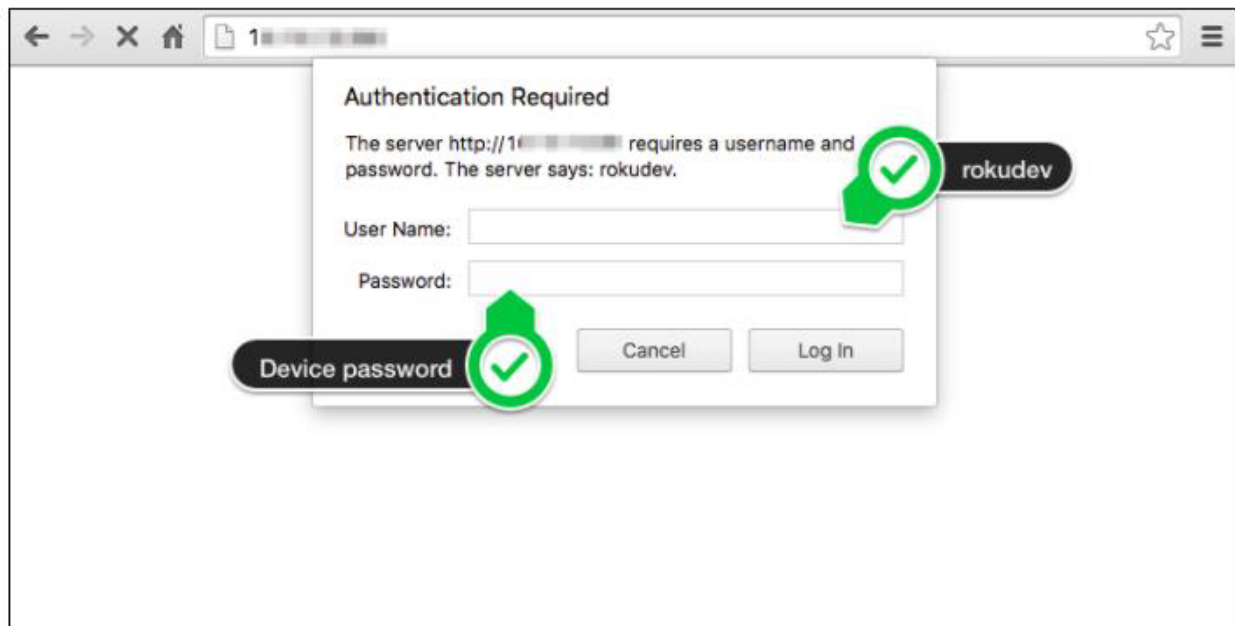 1
Authentication Required
The server http://1 requires a username and
password. The server says: rokudev.
rokudev
User Name:
Password:
Cancel
Log In
Device password